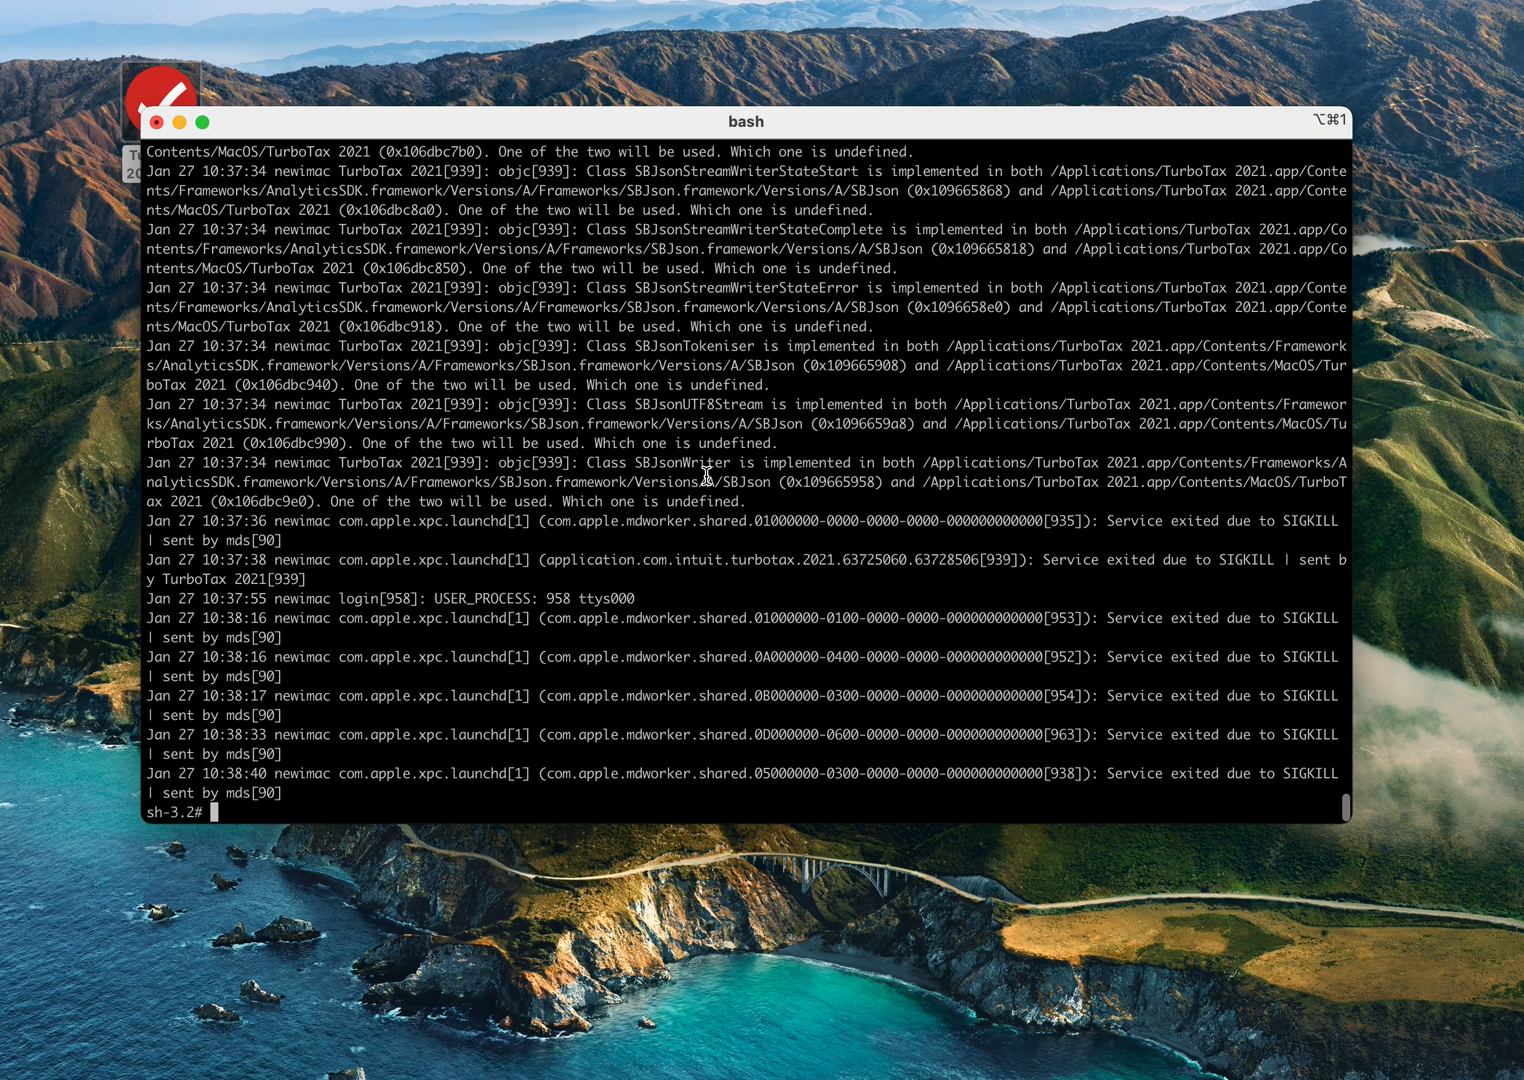 bash
⌥⌘1
Tu
20
Contents/MacOS/TurboTax 2021 (0x106dbc7b0). One of the two will be used. Which one is undefined.
Jan 27 10:37:34 newimac TurboTax 2021[939]: objc[939]: Class SBJsonStreamWriterStateStart is implemented in both /Applications/TurboTax 2021.app/Conte
nts/Frameworks/AnalyticsSDK.framework/Versions/A/Frameworks/SBJson.framework/Versions/A/SBJson (0x109665868) and /Applications/TurboTax 2021.app/Conte
nts/MacOS/TurboTax 2021 (0x106dbc8a0). One of the two will be used. Which one is undefined.
Jan 27 10:37:34 newimac TurboTax 2021[939]: objc[939]: Class SBJsonStreamWriterStateComplete is implemented in both /Applications/TurboTax 2021.app/Co
ntents/Frameworks/AnalyticsSDK.framework/Versions/A/Frameworks/SBJson.framework/Versions/A/SBJson (0x109665818) and /Applications/TurboTax 2021.app/Co
ntents/MacOS/TurboTax 2021 (0x106dbc850). One of the two will be used. Which one is undefined.
Jan 27 10:37:34 newimac TurboTax 2021[939]: objc[939]: Class SBJsonStreamWriterStateError is implemented in both /Applications/TurboTax 2021.app/Conte
nts/Frameworks/AnalyticsSDK.framework/Versions/A/Frameworks/SBJson.framework/Versions/A/SBJson (0x1096658e0) and /Applications/TurboTax 2021.app/Conte
nts/MacOS/TurboTax 2021 (0x106dbc918). One of the two will be used. Which one is undefined.
Jan 27 10:37:34 newimac TurboTax 2021[939]: objc[939]: Class SBJsonTokeniser is implemented in both /Applications/TurboTax 2021.app/Contents/Framework
s/AnalyticsSDK.framework/Versions/A/Frameworks/SBJson.framework/Versions/A/SBJson (0x109665908) and /Applications/TurboTax 2021.app/Contents/MacOS/Tur
boTax 2021 (0x106dbc940). One of the two will be used. Which one is undefined.
Jan 27 10:37:34 newimac TurboTax 2021[939]: objc[939]: Class SBJsonUTF8Stream is implemented in both /Applications/TurboTax 2021.app/Contents/Framewor
ks/AnalyticsSDK.framework/Versions/A/Frameworks/SBJson.framework/Versions/A/SBJson (0x1096659a8) and /Applications/TurboTax 2021.app/Contents/MacOS/Tu
rboTax 2021 (0x106dbc990). One of the two will be used. Which one is undefined.
Jan 27 10:37:34 newimac TurboTax 2021[939]: objc[939]: Class SBJsonWriter is implemented in both /Applications/TurboTax 2021.app/Contents/Frameworks/A
nalyticsSDK.framework/Versions/A/Frameworks/SBJson.framework/Versions/A/SBJson (0x109665958) and /Applications/TurboTax 2021.app/Contents/MacOS/TurboT
ax 2021 (0x106dbc9e0). One of the two will be used. Which one is undefined.
Jan 27 10:37:36 newimac com.apple.xpc.launchd[1] (com.apple.mdworker.shared.01000000-0000-0000-0000-000000000000[935]): Service exited due to SIGKILL
| sent by mds[90]
Jan 27 10:37:38 newimac com.apple.xpc.launchd[1] (application.com.intuit.turbotax.2021.63725060.63728506[939]): Service exited due to SIGKILL | sent b
y TurboTax 2021[939]
Jan 27 10:37:55 newimac login[958]: USER_PROCESS: 958 ttys000
Jan 27 10:38:16 newimac com.apple.xpc.launchd[1] (com.apple.mdworker.shared.01000000-0100-0000-0000-000000000000[953]): Service exited due to SIGKILL
| sent by mds[90]
Jan 27 10:38:16 newimac com.apple.xpc.launchd[1] (com.apple.mdworker.shared.0A000000-0400-0000-0000-000000000000[952]): Service exited due to SIGKILL
| sent by mds[90]
Jan 27 10:38:17 newimac com.apple.xpc.launchd[1] (com.apple.mdworker.shared.0B000000-0300-0000-0000-000000000000[954]): Service exited due to SIGKILL
| sent by mds[90]
Jan 27 10:38:33 newimac com.apple.xpc.launchd[1] (com.apple.mdworker.shared.0D000000-0600-0000-0000-000000000000[963]): Service exited due to SIGKILL
| sent by mds[90]
Jan 27 10:38:40 newimac com.apple.xpc.launchd[1] (com.apple.mdworker.shared.05000000-0300-0000-0000-000000000000[938]): Service exited due to SIGKILL
| sent by mds[90]
sh-3.2#